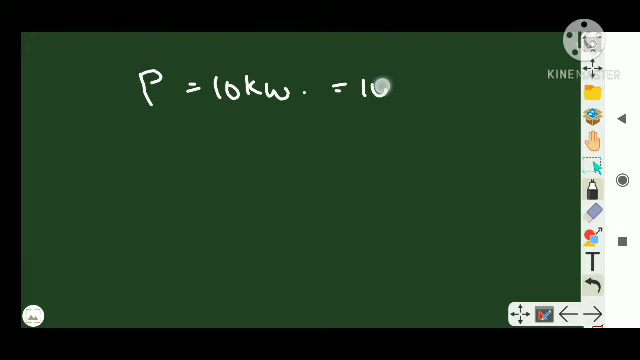 KINEMASTER
P = 10kw. = 10
T